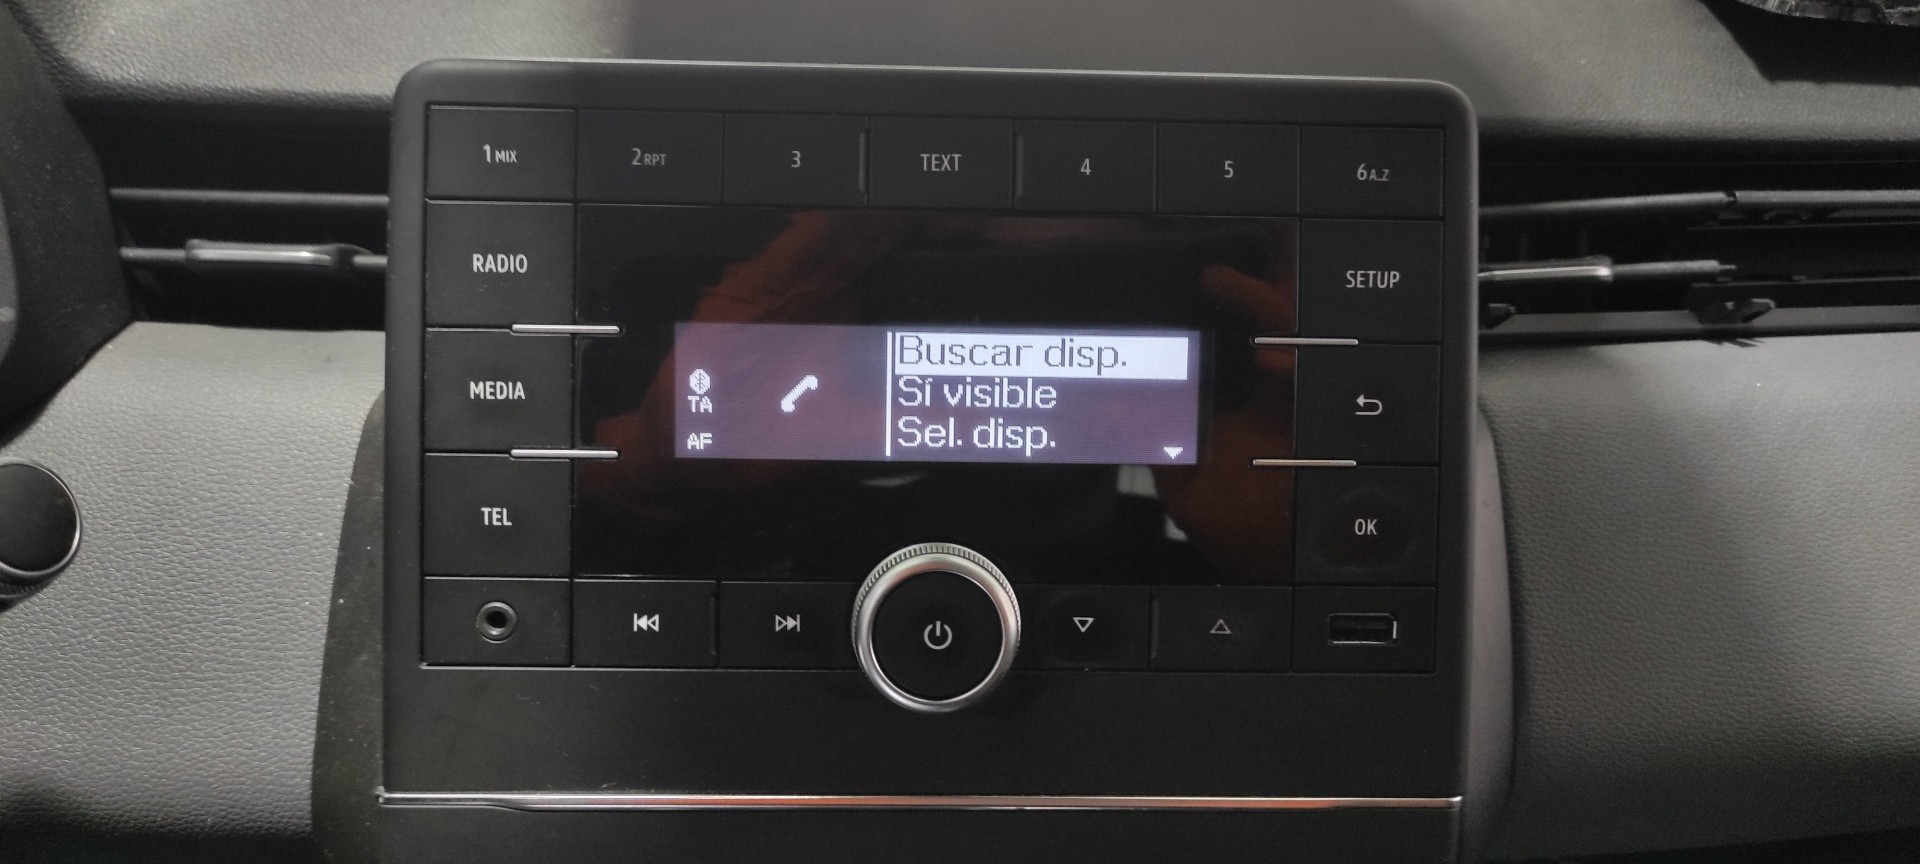 1 MIX
2 RPT
3
TEXT
4
5
6 A..Z
RADIO
SETUP
Buscar disp.
Sí visible
Sel. disp.
TA
AF
MEDIA
TEL
OK